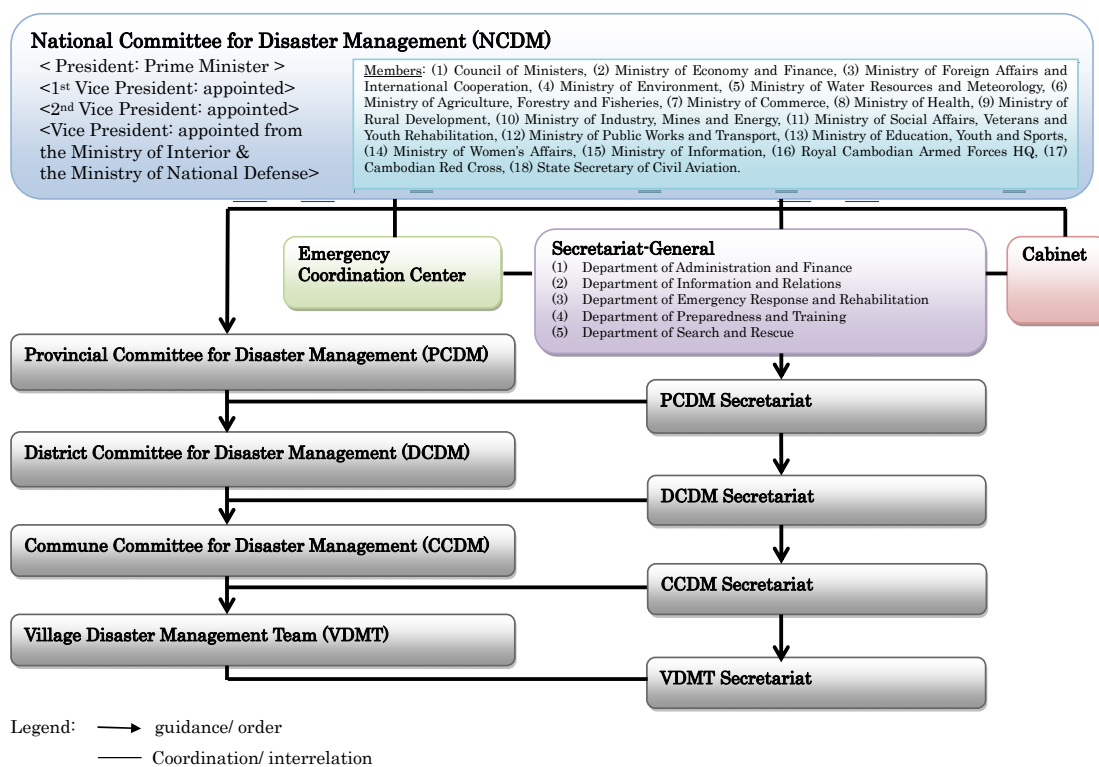 National Committee for Disaster Management (NCDM)
< President: Prime Minister >
<1st Vice President: appointed>
<2nd Vice President: appointed>
<Vice President: appointed from
the Ministry of Interior &
the Ministry of National Defense>
Members: (1) Council of Ministers, (2) Ministry of Economy and Finance, (3) Ministry of Foreign Affairs and
International Cooperation, (4) Ministry of Environment, (5) Ministry of Water Resources and Meteorology, (6)
Ministry of Agriculture, Forestry and Fisheries, (7) Ministry of Commerce, (8) Ministry of Health, (9) Ministry of
Rural Development, (10) Ministry of Industry, Mines and Energy, (11) Ministry of Social Affairs, Veterans and
Youth Rehabilitation, (12) Ministry of Public Works and Transport, (13) Ministry of Education, Youth and Sports,
(14) Ministry of Women's Affairs, (15) Ministry of Information, (16) Royal Cambodian Armed Forces HQ, (17)
Cambodian Red Cross, (18) State Secretary of Civil Aviation.
Emergency
Coordination Center
Secretariat-General
(1) Department of Administration and Finance
(2) Department of Information and Relations
(3) Department of Emergency Response and Rehabilitation
(4) Department of Preparedness and Training
(5) Department of Search and Rescue
Cabinet
Provincial Committee for Disaster Management (PCDM)
PCDM Secretariat
District Committee for Disaster Management (DCDM)
DCDM Secretariat
Commune Committee for Disaster Management (CCDM)
CCDM Secretariat
Village Disaster Management Team (VDMT)
VDMT Secretariat
Legend:
guidance/ order
Coordination/ interrelation